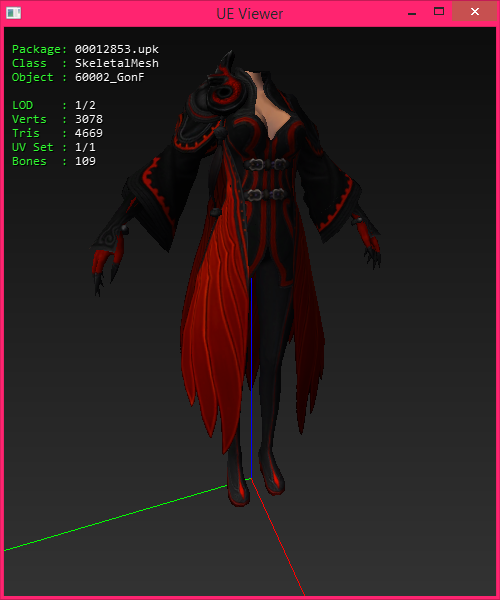 UE Viewer
Package: 00012853.upk
Class  : SkeletalMesh
Object : 60002_GonF
LOD    : 1/2
Verts  : 3078
Tris   : 4669
UV Set : 1/1
Bones  : 109